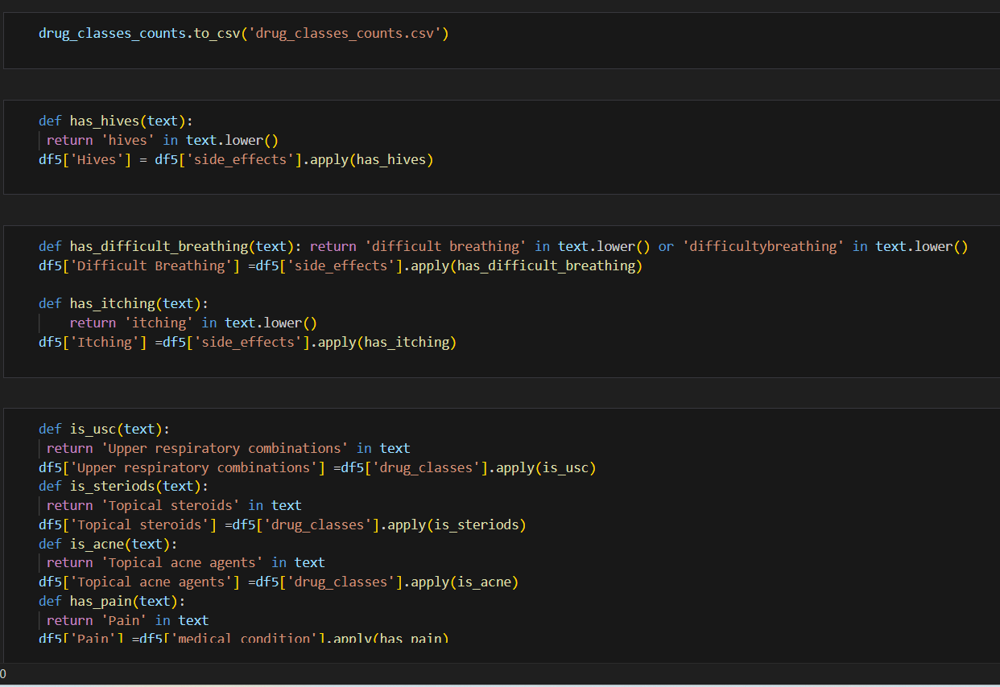 drug_classes_counts.to_csv('drug_classes_counts.csv')
def has_hives(text):
 return 'hives' in text.lower()
df5['Hives'] = df5['side_effects'].apply(has_hives)
def has_difficult_breathing(text): return 'difficult breathing' in text.lower() or 'difficultybreathing' in text.lower()
df5['Difficult Breathing'] =df5['side_effects'].apply(has_difficult_breathing)
def has_itching(text):
    return 'itching' in text.lower()
df5['Itching'] =df5['side_effects'].apply(has_itching)
def is_usc(text):
 return 'Upper respiratory combinations' in text
df5['Upper respiratory combinations'] =df5['drug_classes'].apply(is_usc)
def is_steriods(text):
 return 'Topical steroids' in text
df5['Topical steroids'] =df5['drug_classes'].apply(is_steriods)
def is_acne(text):
 return 'Topical acne agents' in text
df5['Topical acne agents'] =df5['drug_classes'].apply(is_acne)
def has_pain(text):
 return 'Pain' in text
df5['Pain'] =df5['medical_condition'].apply(has_pain)
0